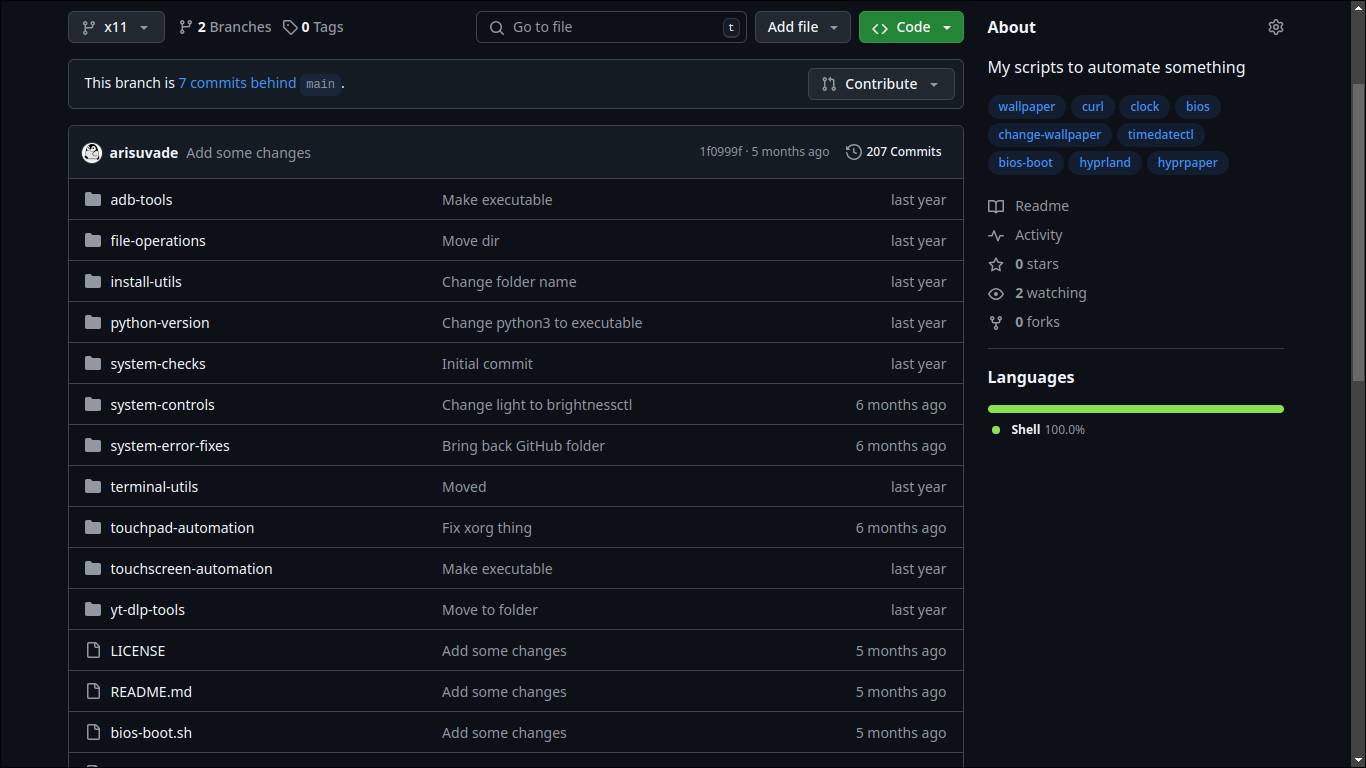 x11 2 Branches 0 Tags Go to file t Add file Code
This branch is 7 commits behind main .
Contribute
arisuvade Add some changes 1f0999f · 5 months ago 207 Commits
adb-tools Make executable last year
file-operations Move dir last year
install-utils Change folder name last year
python-version Change python3 to executable last year
system-checks Initial commit last year
system-controls Change light to brightnessctl 6 months ago
system-error-fixes Bring back GitHub folder 6 months ago
terminal-utils Moved last year
touchpad-automation Fix xorg thing 6 months ago
touchscreen-automation Make executable last year
yt-dlp-tools Move to folder last year
LICENSE Add some changes 5 months ago
README.md Add some changes 5 months ago
bios-boot.sh Add some changes 5 months ago
About
My scripts to automate something
wallpaper curl clock bios
change-wallpaper timedatectl
bios-boot hyprland hyprpaper
Readme
Activity
0 stars
2 watching
0 forks
Languages
Shell 100.0%